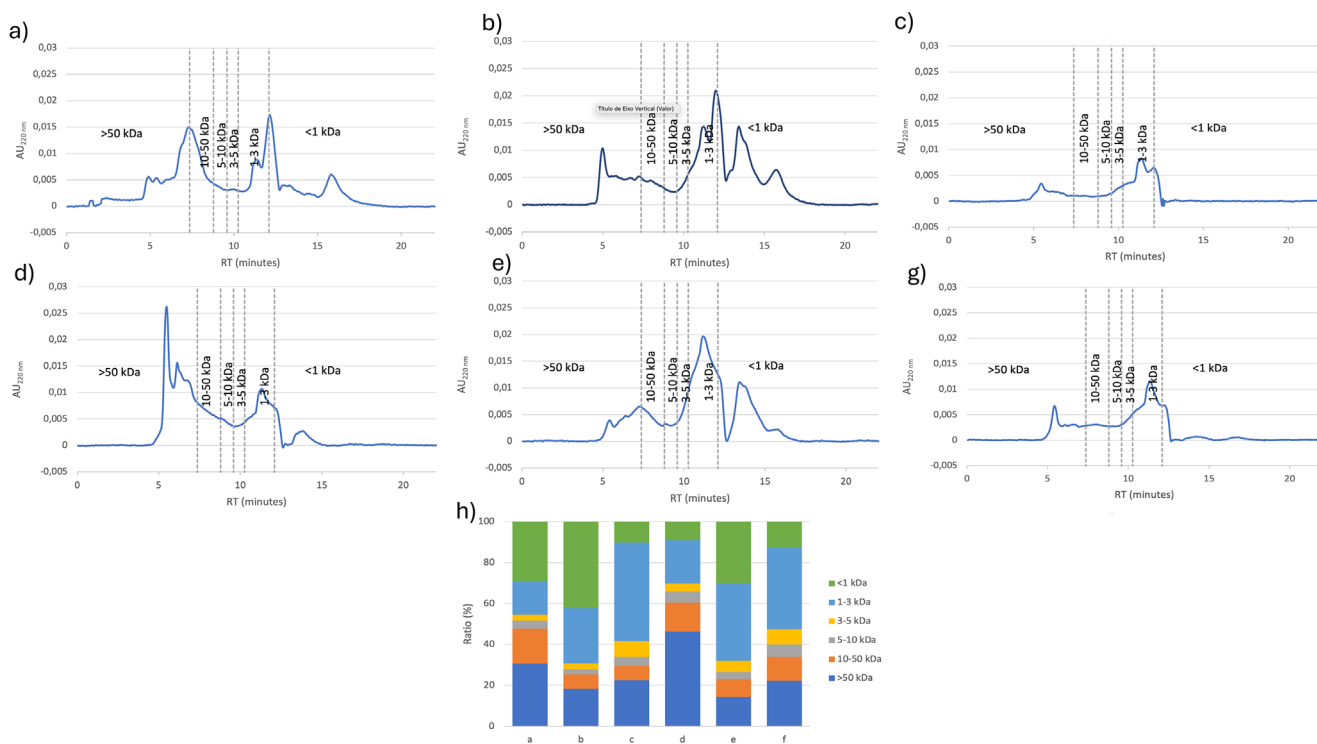 a)
0,03
0,025
0,02
0,015
0,01
0,005
0
-0,005
AU220 nm
>50 kDa
10-50 kDa
5-10 kDa
3-5 kDa
1-3 kDa
<1 kDa
0 5 10 15 20
RT (minutes)
b)
0,03
0,025
0,02
0,015
0,01
0,005
0
-0,005
AU220 nm
Título de Eixo Vertical (Valor)
>50 kDa
10-50 kDa
5-10 kDa
3-5 kDa
1-3 kDa
<1 kDa
0 5 10 15 20
RT (minutes)
c)
0,03
0,025
0,02
0,015
0,01
0,005
0
-0,005
AU220 nm
>50 kDa
10-50 kDa
5-10 kDa
3-5 kDa
1-3 kDa
<1 kDa
0 5 10 15 20
RT (minutes)
d)
0,03
0,025
0,02
0,015
0,01
0,005
0
-0,005
AU220 nm
>50 kDa
10-50 kDa
5-10 kDa
3-5 kDa
1-3 kDa
<1 kDa
0 5 10 15 20
RT (minutes)
e)
0,03
0,025
0,02
0,015
0,01
0,005
0
-0,005
AU220 nm
>50 kDa
10-50 kDa
5-10 kDa
3-5 kDa
1-3 kDa
<1 kDa
0 5 10 15 20
RT (minutes)
g)
0,03
0,025
0,02
0,015
0,01
0,005
0
-0,005
AU220 nm
>50 kDa
10-50 kDa
5-10 kDa
3-5 kDa
1-3 kDa
<1 kDa
0 5 10 15 20
RT (minutes)
h)
100
80
60
40
20
0
Ratio (%)
a b c d e f
<1 kDa
1-3 kDa
3-5 kDa
5-10 kDa
10-50 kDa
>50 kDa